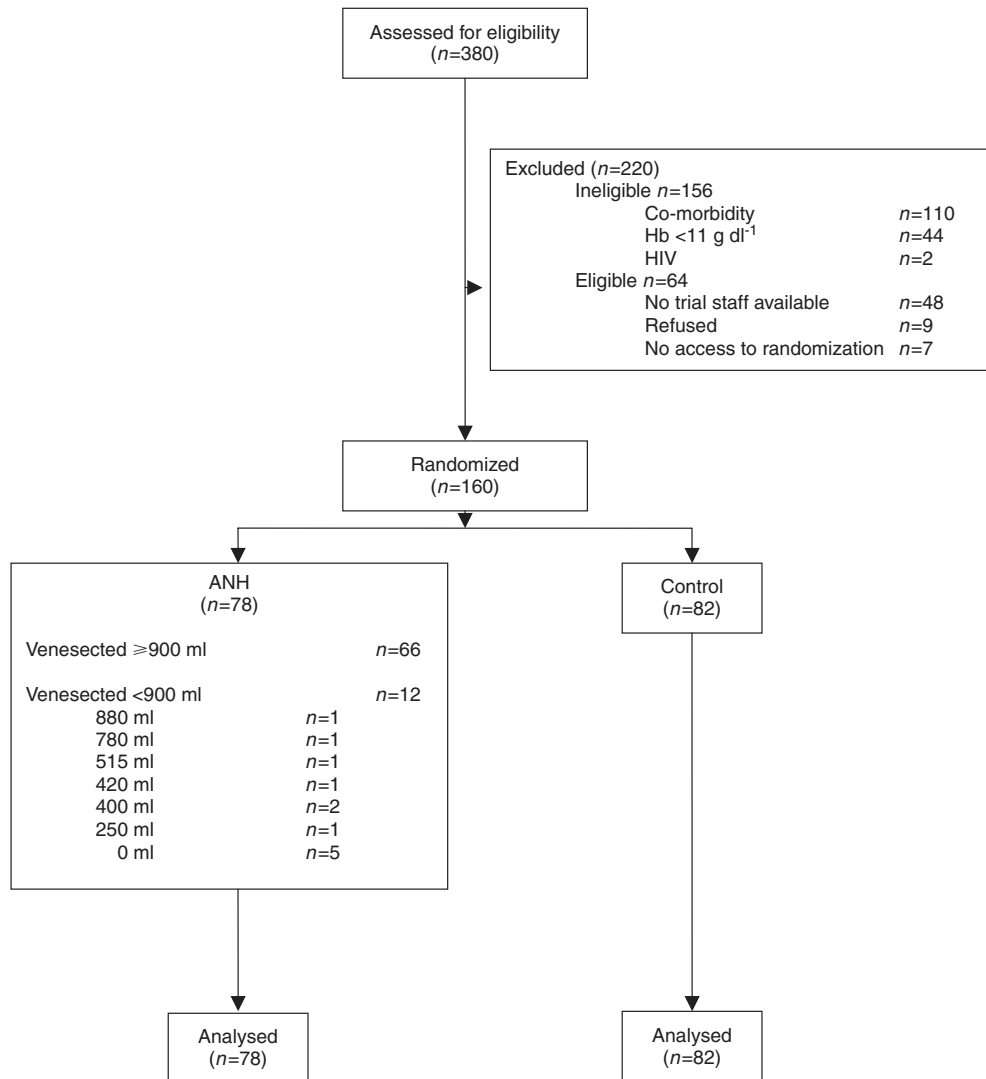 Assessed for eligibility
(n=380)
Excluded (n=220)
Ineligible n=156
Co-morbidity n=110
Hb <11 g dl-1 n=44
HIV n=2
Eligible n=64
No trial staff available n=48
Refused n=9
No access to randomization n=7
Randomized
(n=160)
ANH
(n=78)
Venesected ⩾900 ml n=66
Venesected <900 ml n=12
880 ml n=1
780 ml n=1
515 ml n=1
420 ml n=1
400 ml n=2
250 ml n=1
0 ml n=5
Control
(n=82)
Analysed
(n=78)
Analysed
(n=82)